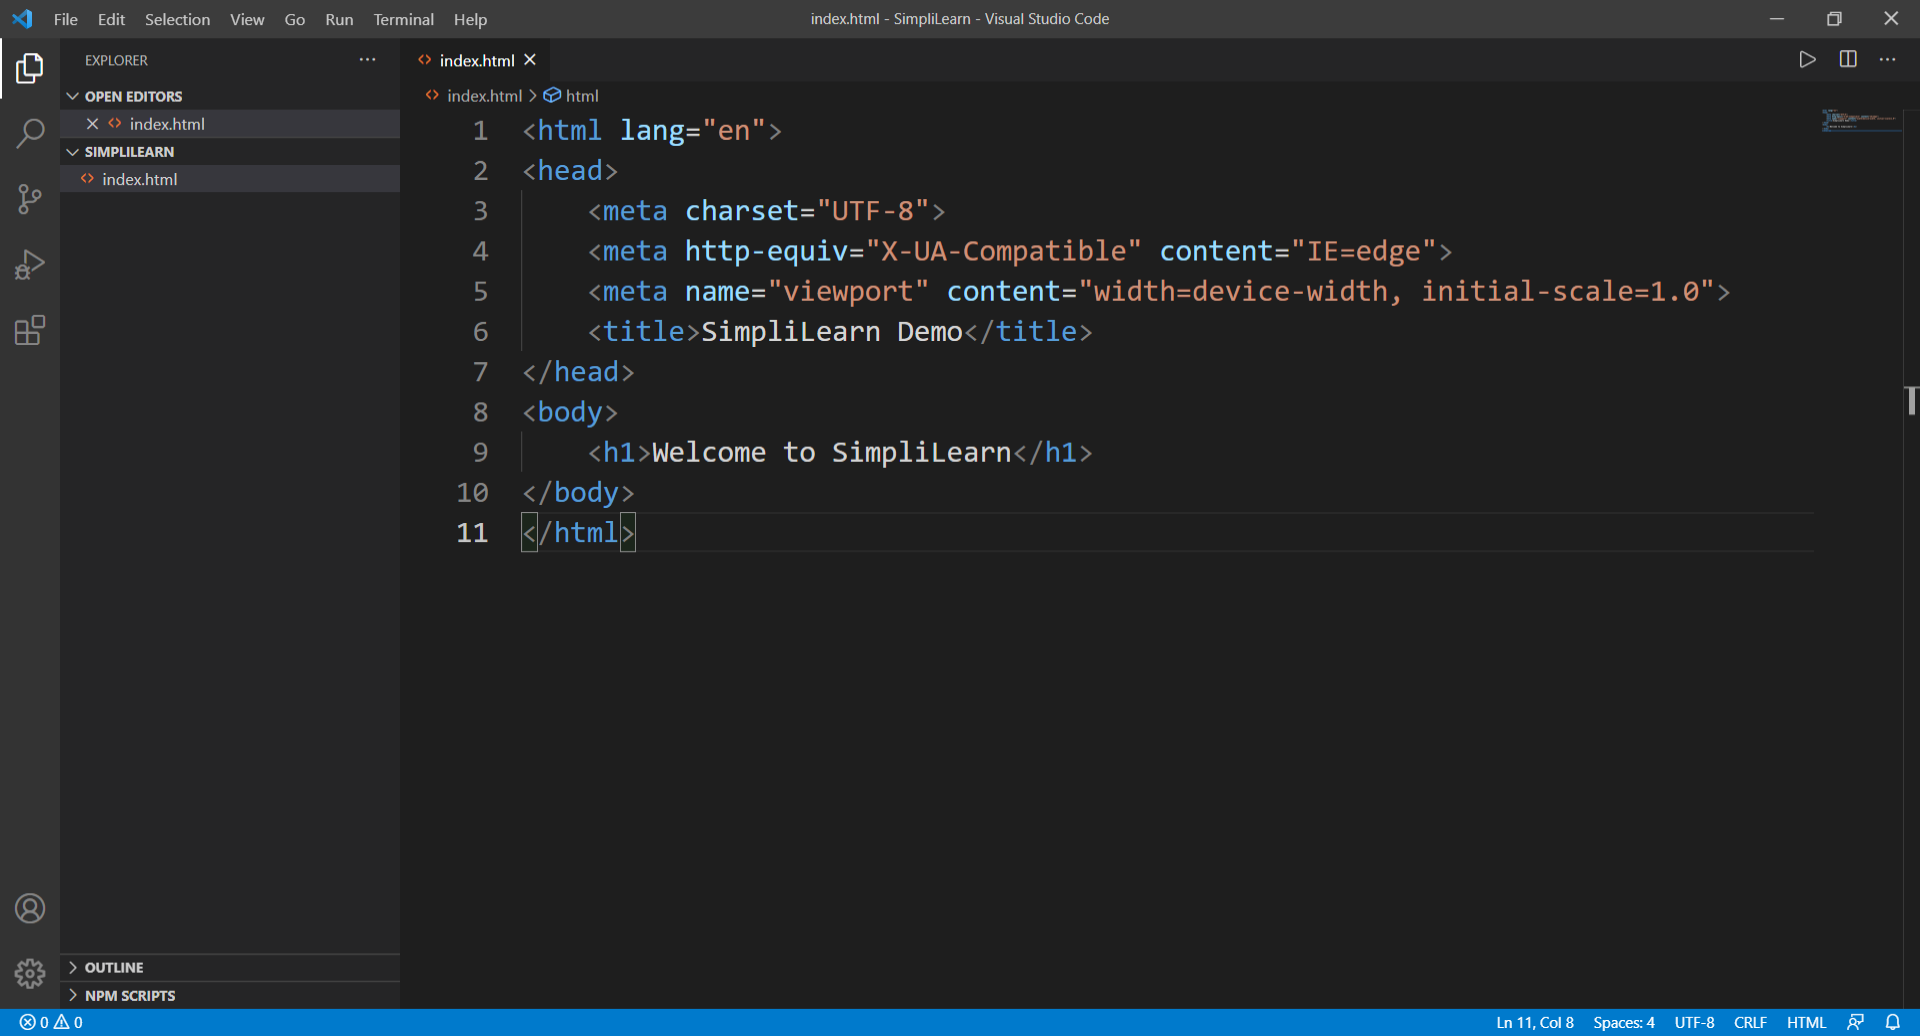 File Edit Selection View Go Run Terminal Help
index.html - SimpliLearn - Visual Studio Code
EXPLORER
OPEN EDITORS
index.html
SIMPLILEARN
index.html
OUTLINE
NPM SCRIPTS
index.html
index.html > html
1 <html lang="en">
2 <head>
3     <meta charset="UTF-8">
4     <meta http-equiv="X-UA-Compatible" content="IE=edge">
5     <meta name="viewport" content="width=device-width, initial-scale=1.0">
6     <title>SimpliLearn Demo</title>
7 </head>
8 <body>
9     <h1>Welcome to SimpliLearn</h1>
10 </body>
11 </html>
0 0 Ln 11, Col 8 Spaces: 4 UTF-8 CRLF HTML